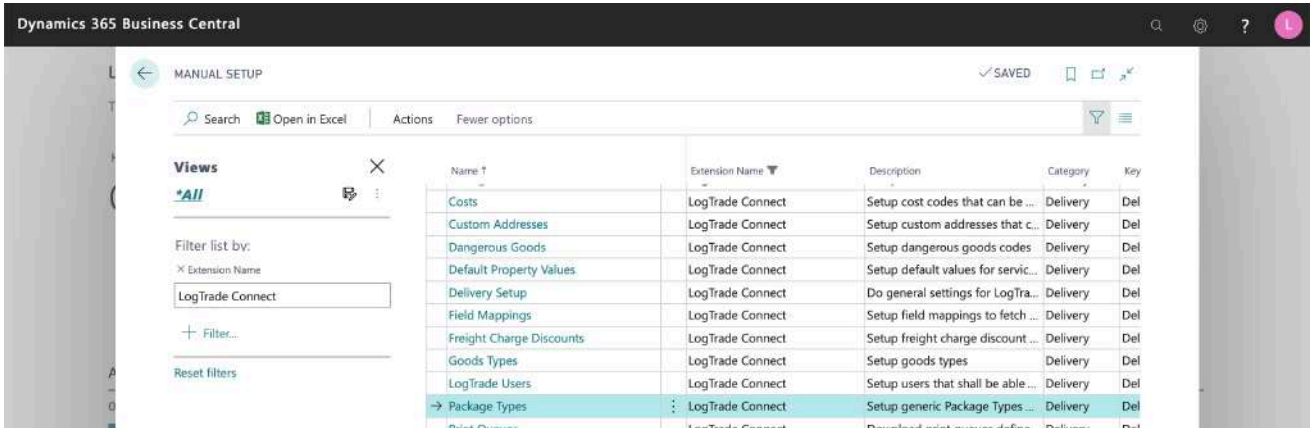 Dynamics 365 Business Central
?
L
MANUAL SETUP
SAVED
Search Open in Excel Actions Fewer options
Views
*All
Filter list by:
× Extension Name
LogTrade Connect
+ Filter...
Reset filters
Name ↑ Extension Name Description Category Key
Costs LogTrade Connect Setup cost codes that can be ... Delivery Del
Custom Addresses LogTrade Connect Setup custom addresses that c... Delivery Del
Dangerous Goods LogTrade Connect Setup dangerous goods codes Delivery Del
Default Property Values LogTrade Connect Setup default values for servic... Delivery Del
Delivery Setup LogTrade Connect Do general settings for LogTra... Delivery Del
Field Mappings LogTrade Connect Setup field mappings to fetch ... Delivery Del
Freight Charge Discounts LogTrade Connect Setup freight charge discount ... Delivery Del
Goods Types LogTrade Connect Setup goods types Delivery Del
LogTrade Users LogTrade Connect Setup users that shall be able ... Delivery Del
→ Package Types LogTrade Connect Setup generic Package Types ... Delivery Del